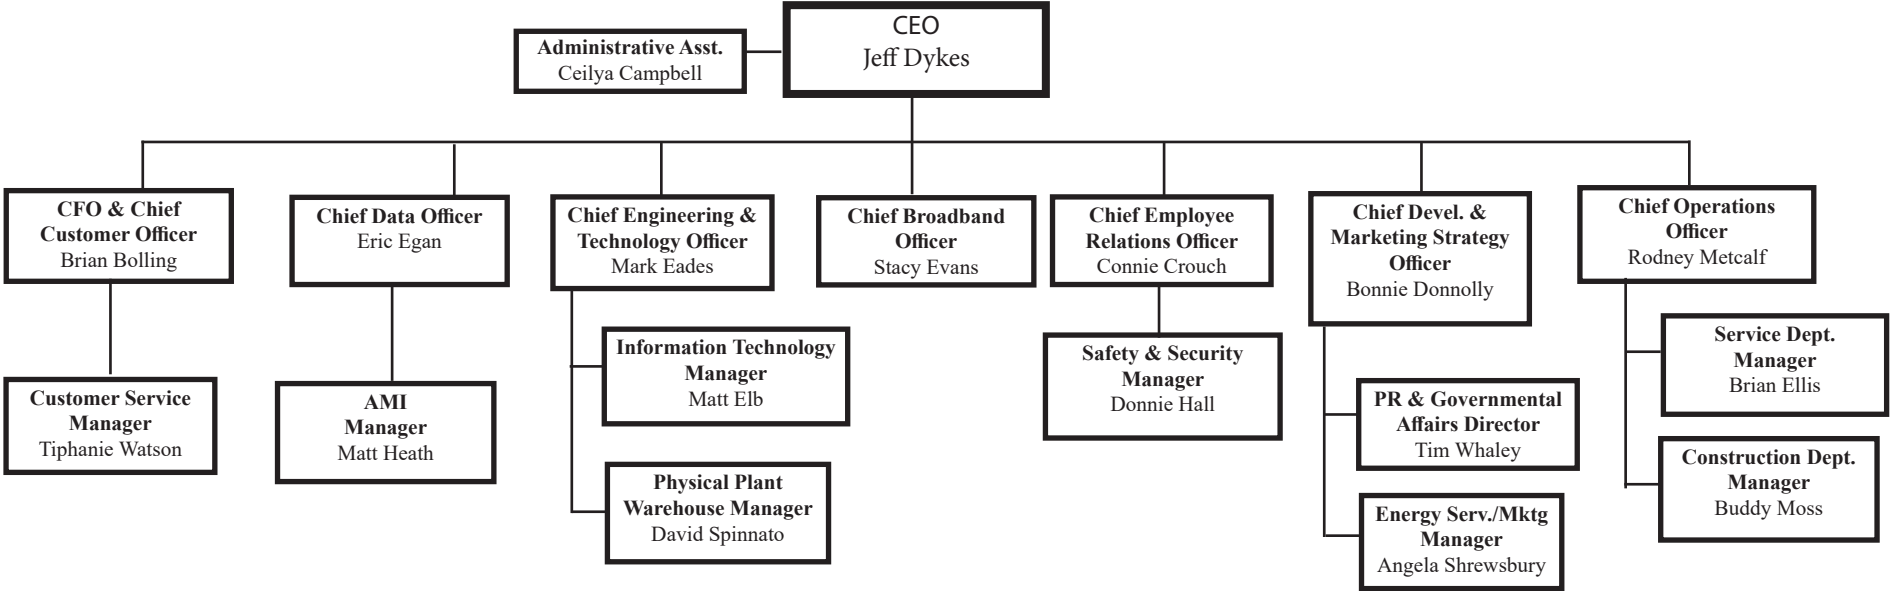 CEO
Jeff Dykes
Administrative Asst.
Ceilya Campbell
CFO & Chief
Customer Officer
Brian Bolling
Chief Data Officer
Eric Egan
Chief Engineering &
Technology Officer
Mark Eades
Chief Broadband
Officer
Stacy Evans
Chief Employee
Relations Officer
Connie Crouch
Chief Devel. &
Marketing Strategy
Officer
Bonnie Donnolly
Chief Operations
Officer
Rodney Metcalf
Customer Service
Manager
Tiphanie Watson
AMI
Manager
Matt Heath
Information Technology
Manager
Matt Elb
Physical Plant
Warehouse Manager
David Spinnato
Safety & Security
Manager
Donnie Hall
PR & Governmental
Affairs Director
Tim Whaley
Energy Serv./Mktg
Manager
Angela Shrewsbury
Service Dept.
Manager
Brian Ellis
Construction Dept.
Manager
Buddy Moss